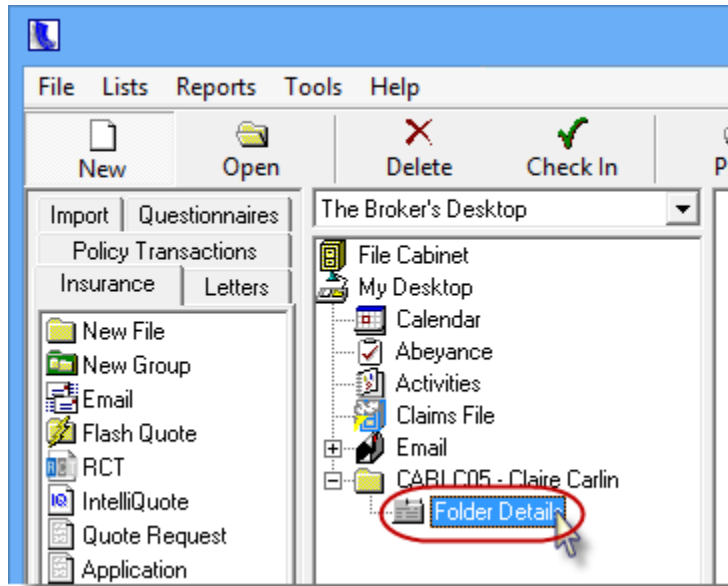 File Lists Reports Tools Help
New Open Delete Check In P
Import Questionnaires
Policy Transactions
Insurance Letters
New File
New Group
Email
Flash Quote
RCT
IntelliQuote
Quote Request
Application
The Broker's Desktop
File Cabinet
My Desktop
Calendar
Abeyance
Activities
Claims File
Email
CARLC05 - Claire Carlin
Folder Details